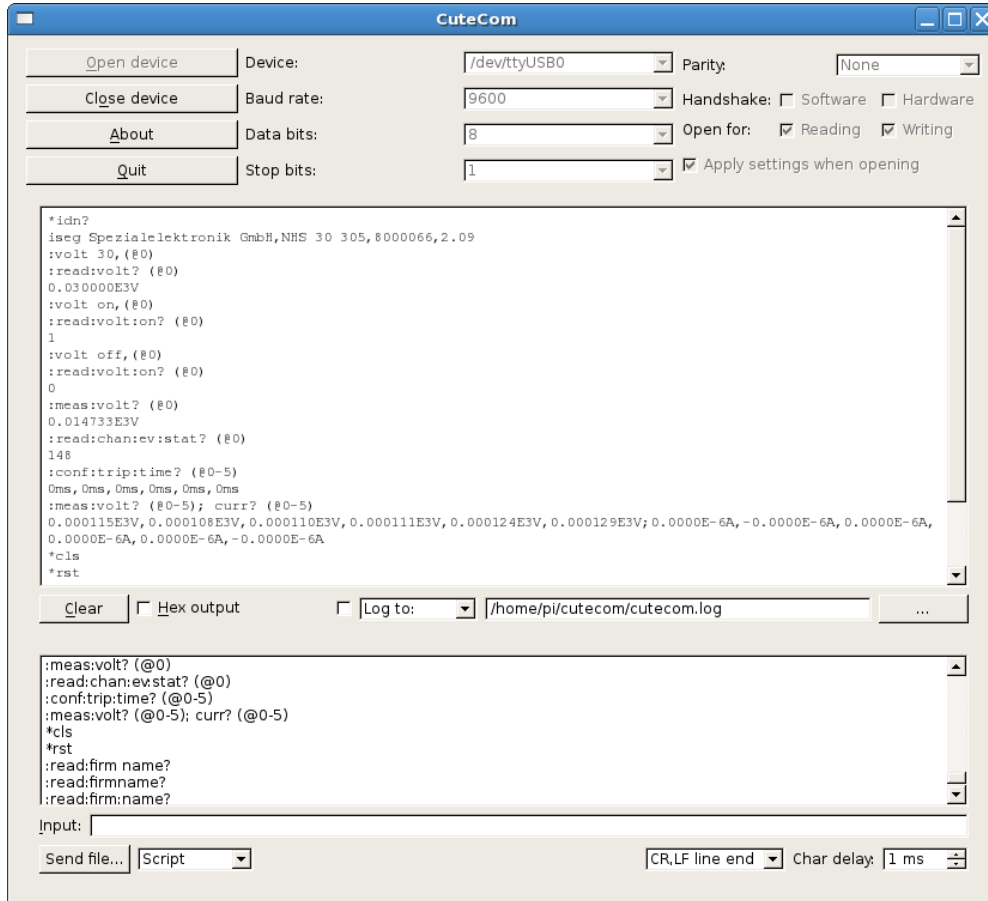 CuteCom
Open device Device: /dev/ttyUSB0 Parity: None
Close device Baud rate: 9600 Handshake: Software Hardware
About Data bits: 8 Open for: Reading Writing
Quit Stop bits: 1 Apply settings when opening
*idn?
iseg Spezialelektronik GmbH,NHS 30 305,8000066,2.09
:volt 30,(@0)
:read:volt? (@0)
0.030000E3V
:volt on,(@0)
:read:volt:on? (@0)
1
:volt off,(@0)
:read:volt:on? (@0)
0
:meas:volt? (@0)
0.014733E3V
:read:chan:ev:stat? (@0)
148
:conf:trip:time? (@0-5)
0ms,0ms,0ms,0ms,0ms,0ms
:meas:volt? (@0-5); curr? (@0-5)
0.000115E3V,0.000108E3V,0.000110E3V,0.000111E3V,0.000124E3V,0.000129E3V;0.0000E-6A,-0.0000E-6A,0.0000E-6A,
0.0000E-6A,0.0000E-6A,-0.0000E-6A
*cls
*rst
Clear Hex output Log to: /home/pi/cutecom/cutecom.log ...
:meas:volt? (@0)
:read:chan:ev:stat? (@0)
:conf:trip:time? (@0-5)
:meas:volt? (@0-5); curr? (@0-5)
*cls
*rst
:read:firm name?
:read:firmname?
:read:firm:name?
Input:
Send file... Script CR,LF line end Char delay: 1 ms